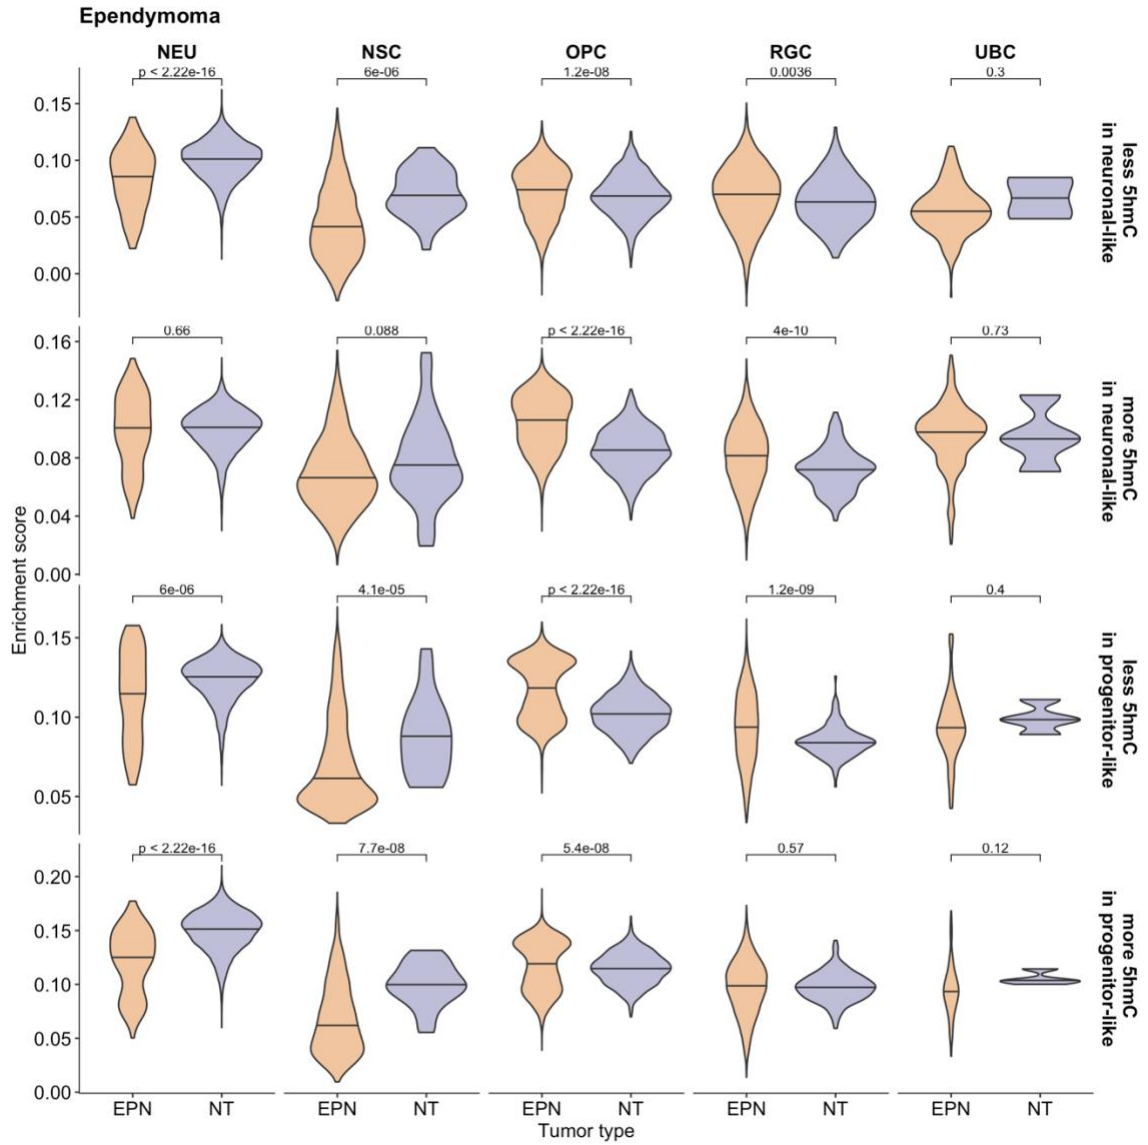 Ependymoma
NEU NSC OPC RGC UBC
p < 2.22e-16 6e-06 1.2e-08 0.0036 0.3
0.15
0.10
0.05
0.00
less 5hmC
in neuronal-like
0.66 0.088 p < 2.22e-16 4e-10 0.73
0.16
0.12
0.08
0.04
0.00
more 5hmC
in neuronal-like
Enrichment score
6e-06 4.1e-05 p < 2.22e-16 1.2e-09 0.4
0.15
0.10
0.05
less 5hmC
in progenitor-like
p < 2.22e-16 7.7e-08 5.4e-08 0.57 0.12
0.20
0.15
0.10
0.05
0.00
more 5hmC
in progenitor-like
EPN NT EPN NT EPN NT EPN NT EPN NT
Tumor type